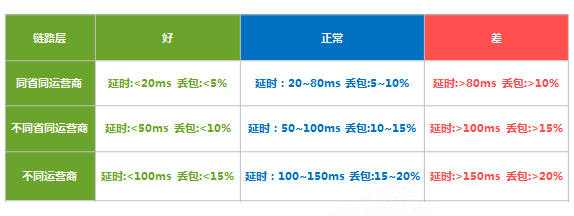 链路层 好 正常 差
同省同运营商 延时:<20ms 丢包:<5% 延时：20~80ms 丢包:5~10% 延时:>80ms 丢包:>10%
不同省同运营商 延时:<50ms 丢包:<10% 延时：50~100ms 丢包:10~15% 延时:>100ms 丢包:>15%
不同运营商 延时:<100ms 丢包:<15% 延时：100~150ms 丢包:15~20% 延时:>150ms 丢包:>20%